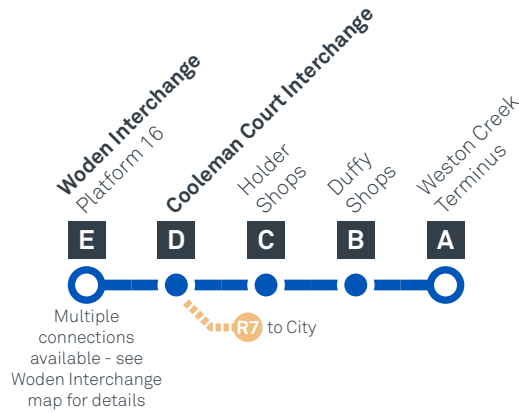 Woden Interchange
Platform 16
Cooleman Court Interchange
Holder
Shops
Duffy
Shops
Weston Creek
Terminus
E
D
C
B
A
R7 to City
Multiple
connections
available - see
Woden Interchange
map for details